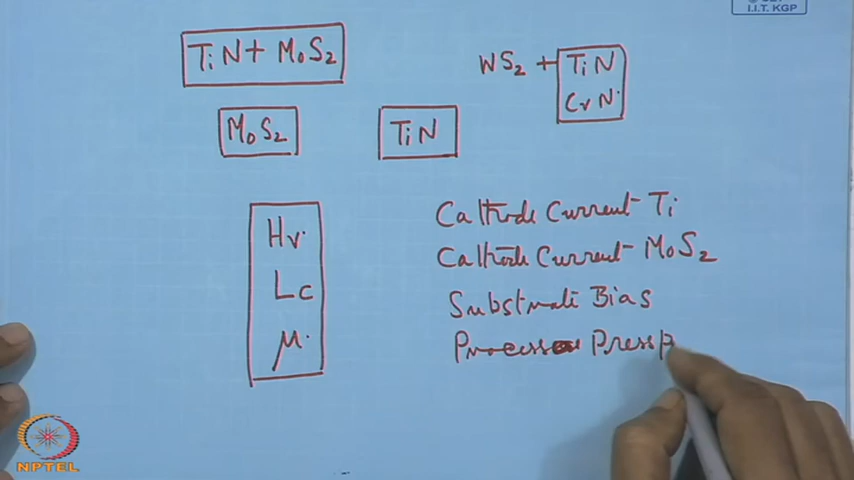 I.I.T. KGP
TiN + MoS2
WS2 + TiN
CrN.
MoS2
TiN
Hv.
Lc
μ.
Cathode Current - Ti
Cathode Current - MoS2
Substrate Bias
Process Press
NPTEL